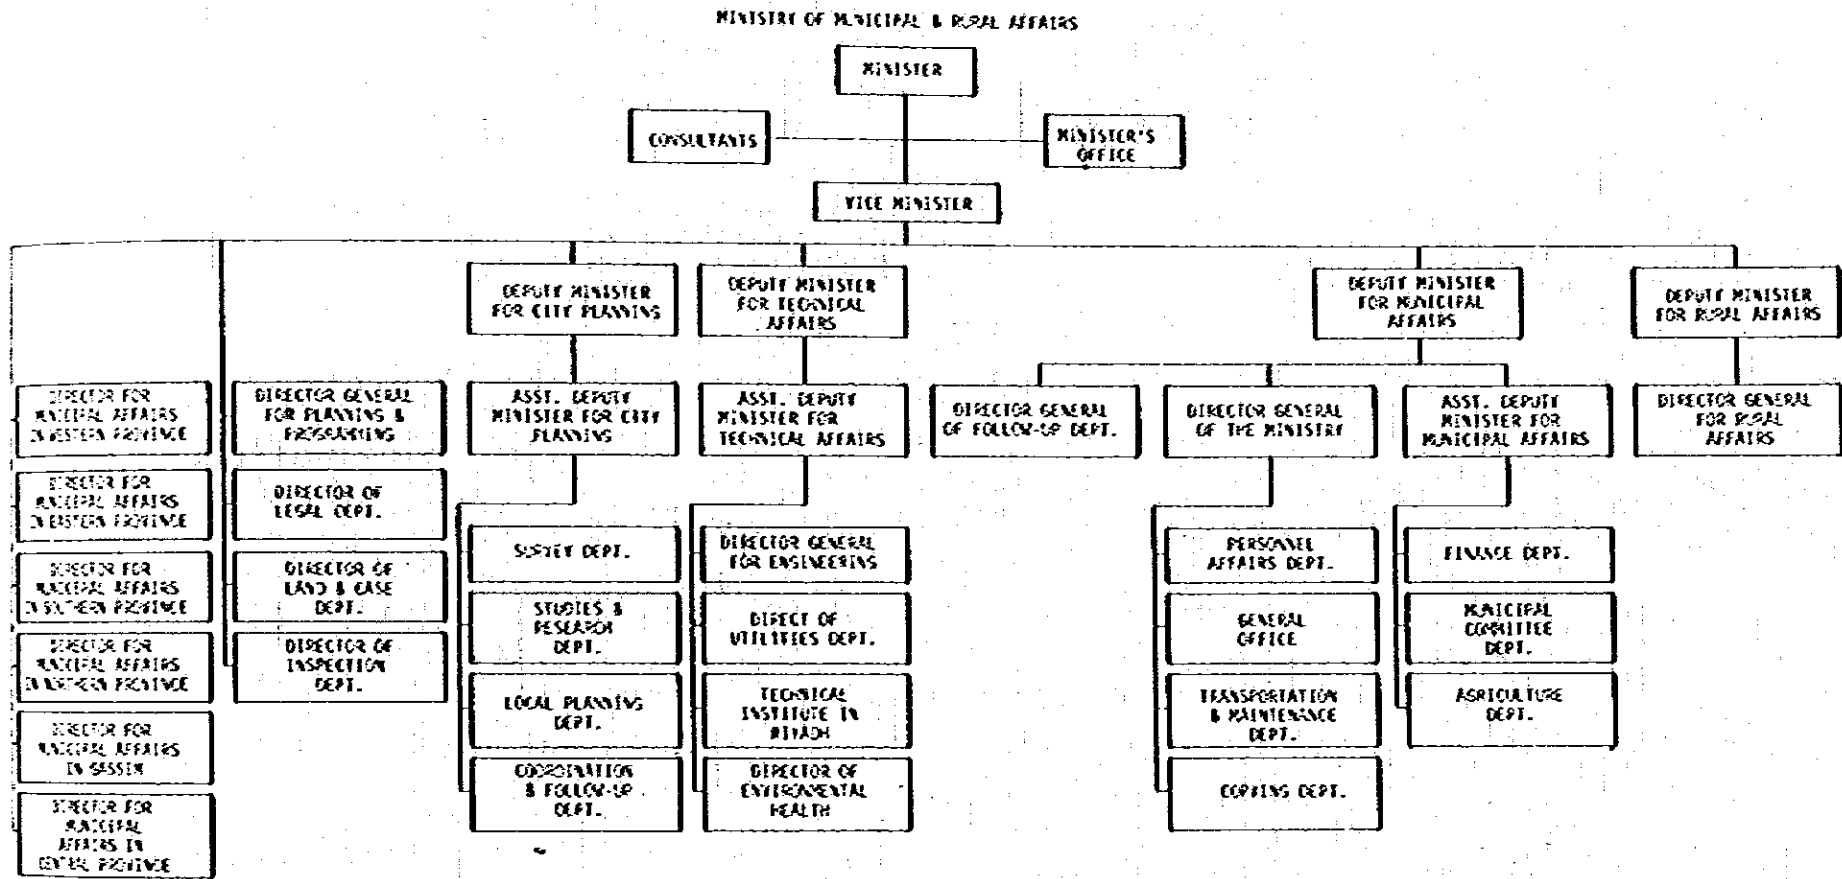 MINISTRY OF MUNICIPAL & RURAL AFFAIRS
MINISTER
CONSULTANTS
MINISTER'S
OFFICE
VICE MINISTER
DEPUTY MINISTER
FOR CITY PLANNING
DEPUTY MINISTER
FOR TECHNICAL
AFFAIRS
DEPUTY MINISTER
FOR MUNICIPAL
AFFAIRS
DEPUTY MINISTER
FOR RURAL AFFAIRS
DIRECTOR FOR
MUNICIPAL AFFAIRS
IN WESTERN PROVINCE
DIRECTOR GENERAL
FOR PLANNING &
PROGRAMMING
ASST. DEPUTY
MINISTER FOR CITY
PLANNING
ASST. DEPUTY
MINISTER FOR
TECHNICAL AFFAIRS
DIRECTOR GENERAL
OF FOLLOW-UP DEPT.
DIRECTOR GENERAL
OF THE MINISTRY
ASST. DEPUTY
MINISTER FOR
MUNICIPAL AFFAIRS
DIRECTOR GENERAL
FOR RURAL
AFFAIRS
DIRECTOR FOR
MUNICIPAL AFFAIRS
IN EASTERN PROVINCE
DIRECTOR OF
LEGAL DEPT.
DIRECTOR FOR
MUNICIPAL AFFAIRS
IN SOUTHERN PROVINCE
DIRECTOR OF
LAND & CASE
DEPT.
SURVEY DEPT.
DIRECTOR GENERAL
FOR ENGINEERING
PERSONNEL
AFFAIRS DEPT.
FINANCE DEPT.
DIRECTOR FOR
MUNICIPAL AFFAIRS
IN NORTHERN PROVINCE
DIRECTOR OF
INSPECTION
DEPT.
STUDIES &
RESEARCH
DEPT.
DIRECT OF
UTILITIES DEPT.
GENERAL
OFFICE
MUNICIPAL
COMMITTEE
DEPT.
DIRECTOR FOR
MUNICIPAL AFFAIRS
IN GASSIM
LOCAL PLANNING
DEPT.
TECHNICAL
INSTITUTE IN
RIYADH
TRANSPORTATION
& MAINTENANCE
DEPT.
AGRICULTURE
DEPT.
DIRECTOR FOR
MUNICIPAL
AFFAIRS IN
CENTRAL PROVINCE
COORDINATION
& FOLLOW-UP
DEPT.
DIRECTOR OF
ENVIRONMENTAL
HEALTH
COPYING DEPT.